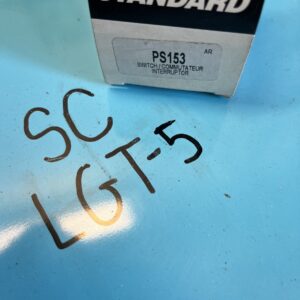 STANDARD
AR
PS153
SWITCH / COMMUTATEUR
INTERRUPTOR
SC
LGT-5